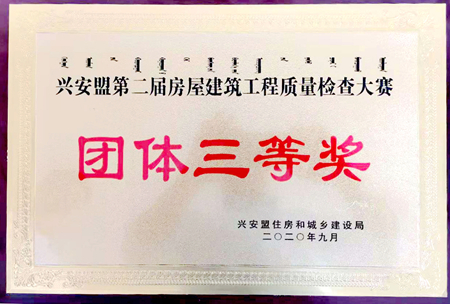 兴安盟第二届房屋建筑工程质量检查大赛
团体三等奖
兴安盟住房和城乡建设局
二〇二〇年九月